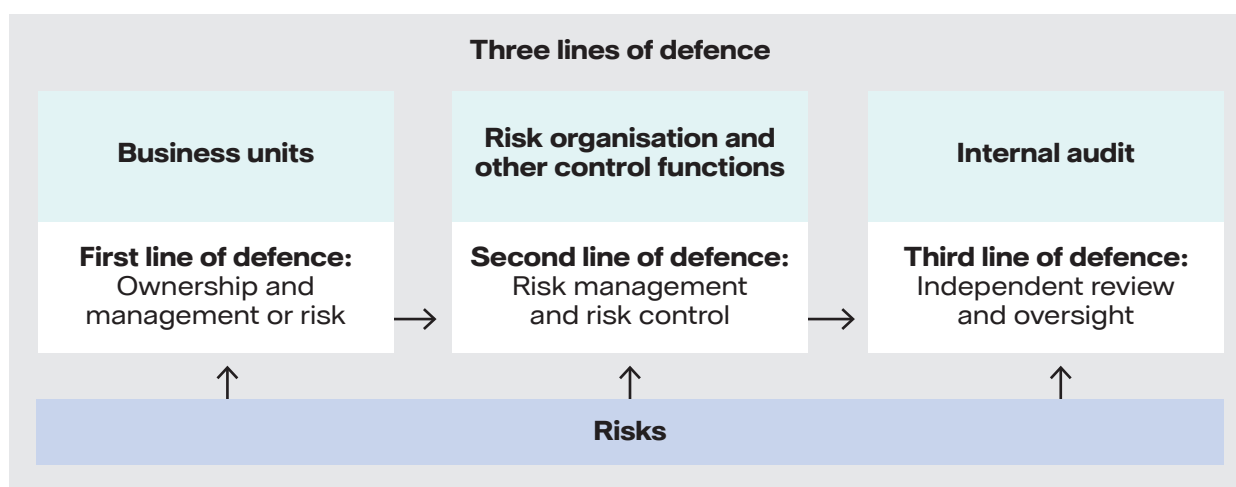 Three lines of defence
Business units
First line of defence:
Ownership and
management or risk
Risk organisation and
other control functions
Second line of defence:
Risk management
and risk control
Internal audit
Third line of defence:
Independent review
and oversight
Risks